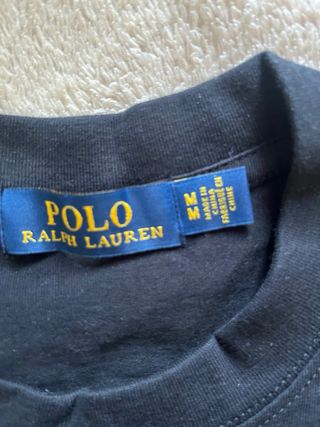 POLO
RALPH LAUREN
M
M
MADE IN
CHINA
FABRIQUÉ EN
CHINE